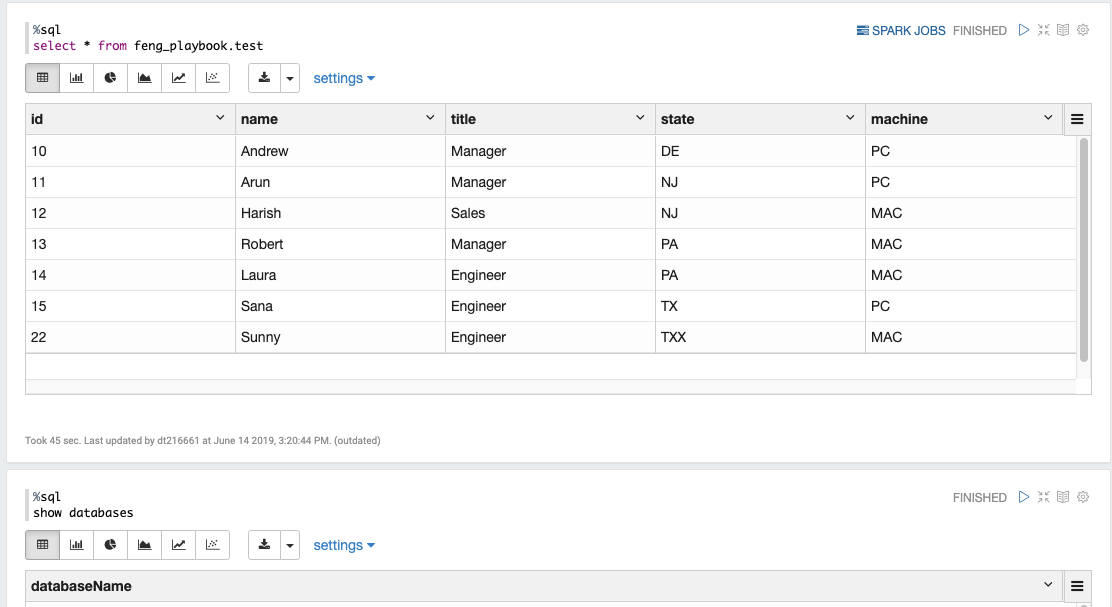 %sql
SPARK JOBS FINISHED
select * from feng_playbook.test
settings
id name title state machine
10 Andrew Manager DE PC
11 Arun Manager NJ PC
12 Harish Sales NJ MAC
13 Robert Manager PA MAC
14 Laura Engineer PA MAC
15 Sana Engineer TX PC
22 Sunny Engineer TXX MAC
Took 45 sec. Last updated by dt216661 at June 14 2019, 3:20:44 PM. (outdated)
%sql
FINISHED
show databases
settings
databaseName